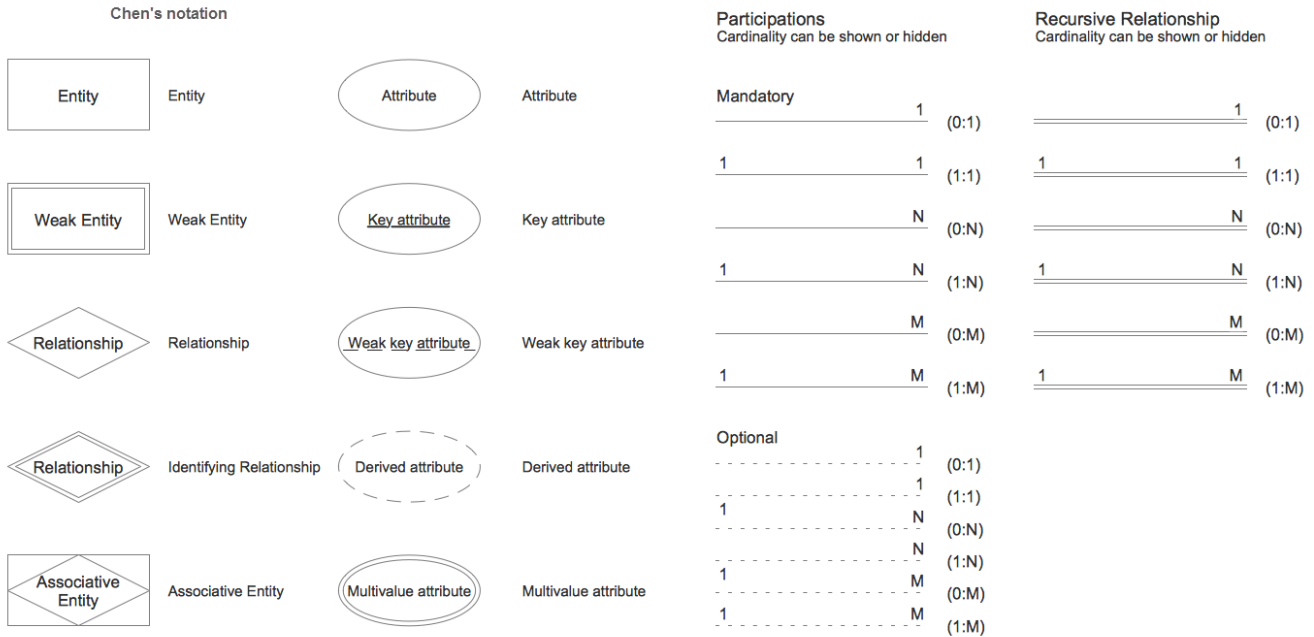 Chen's notation
Entity
Entity
Attribute
Attribute
Weak Entity
Weak Entity
Key attribute
Key attribute
Relationship
Relationship
Weak key attribute
Weak key attribute
Relationship
Identifying Relationship
Derived attribute
Derived attribute
Associative
Entity
Associative Entity
Multivalue attribute
Multivalue attribute
Participations
Cardinality can be shown or hidden
Mandatory
1
(0:1)
1 1
(1:1)
N
(0:N)
1 N
(1:N)
M
(0:M)
1 M
(1:M)
Optional
1
(0:1)
1
(1:1)
1
N
(0:N)
N
(1:N)
1
M
(0:M)
1 M
(1:M)
Recursive Relationship
Cardinality can be shown or hidden
1
(0:1)
1 1
(1:1)
N
(0:N)
1 N
(1:N)
M
(0:M)
1 M
(1:M)